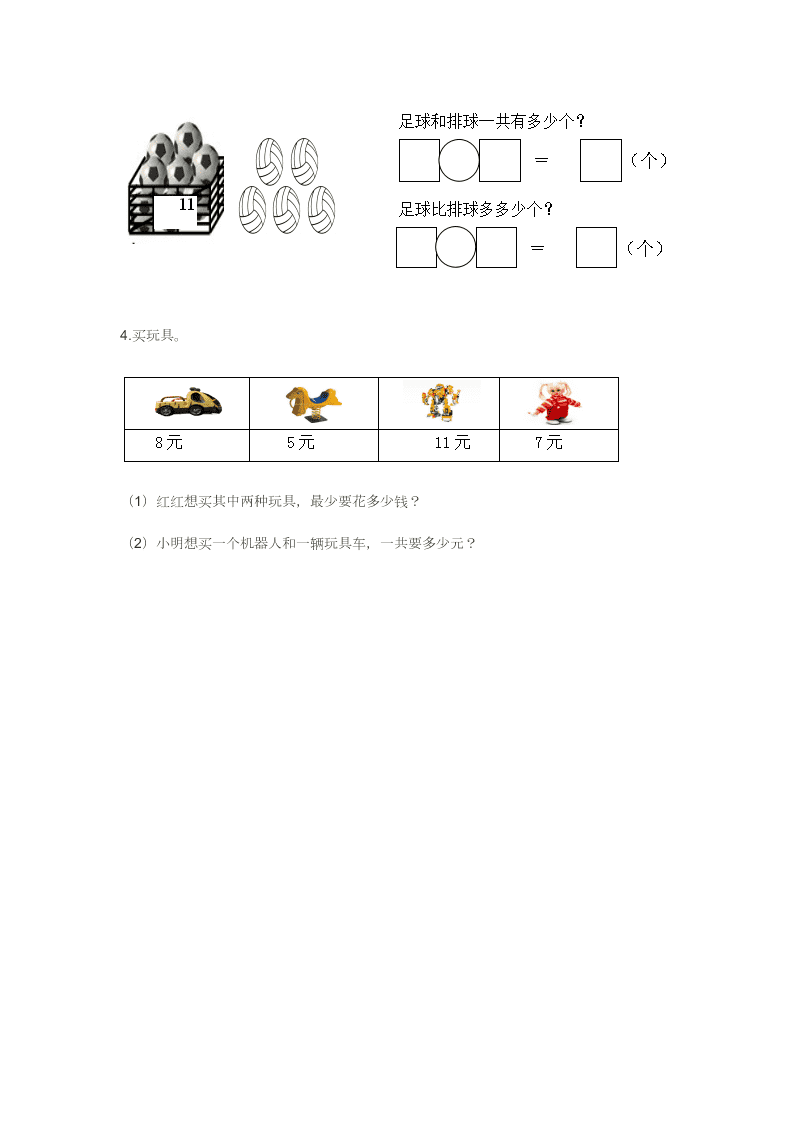 足球和排球一共有多少个?
11
＝ （个）
足球比排球多多少个?
＝ （个）
4.买玩具。
8元 5元 11元 7元
（1）红红想买其中两种玩具，最少要花多少钱？
（2）小明想买一个机器人和一辆玩具车，一共要多少元？